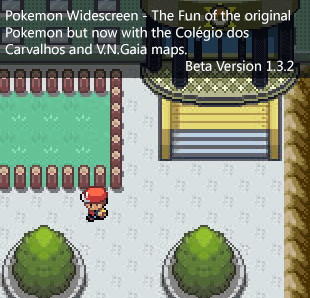 Pokemon Widescreen - The Fun of the original
Pokemon but now with the Colégio dos
Carvalhos and V.N.Gaia maps.
Beta Version 1.3.2